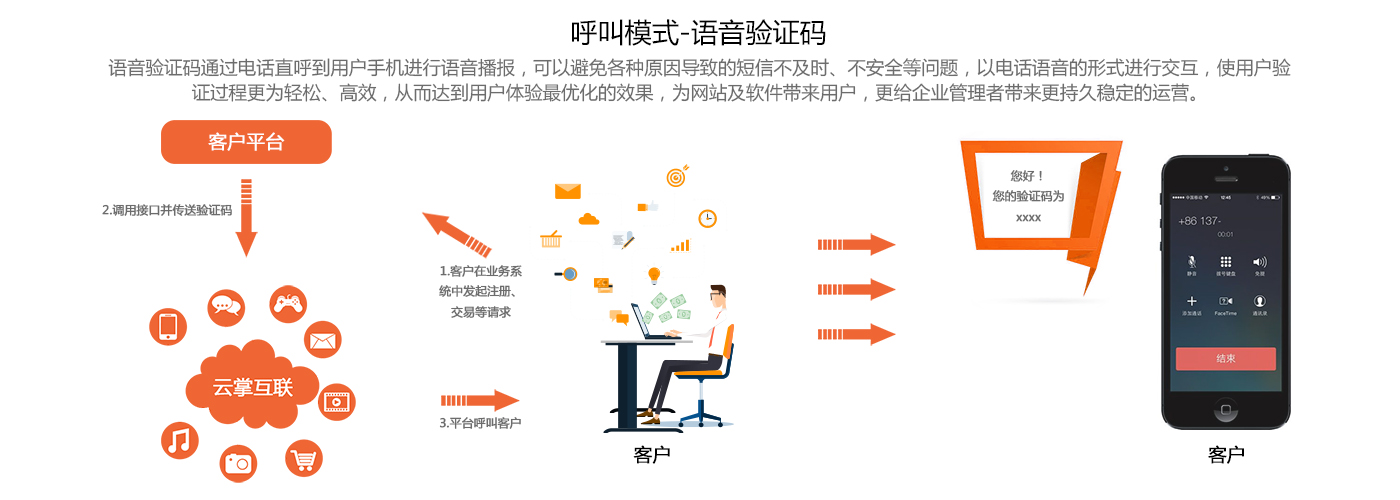 呼叫模式-语音验证码
语音验证码通过电话直呼到用户手机进行语音播报，可以避免各种原因导致的短信不及时、不安全等问题，以电话语音的形式进行交互，使用户验
证过程更为轻松、高效，从而达到用户体验最优化的效果，为网站及软件带来用户，更给企业管理者带来更持久稳定的运营。
客户平台
2.调用接口并传送验证码
云掌互联
1.客户在业务系
统中发起注册、
交易等请求
3.平台呼叫客户
客户
您好！
您的验证码为
xxxx
中国移动 12:45 49%
+86 137-
00:01
静音 拨号键盘 免提
添加通话 FaceTime 通讯录
结束
客户